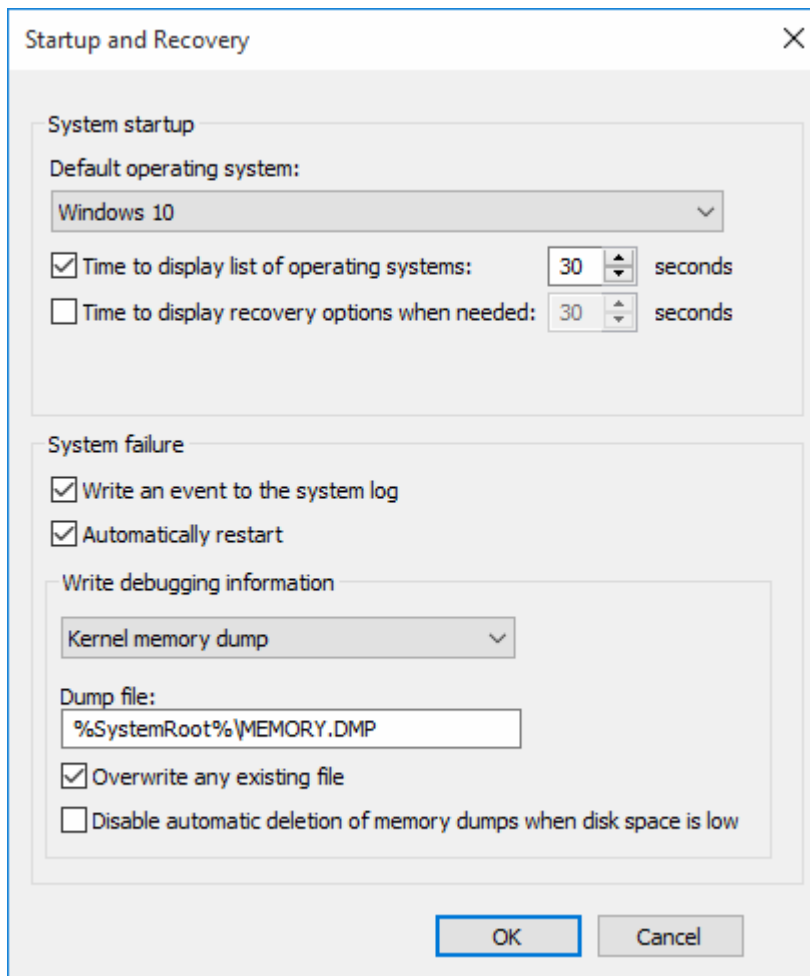 Startup and Recovery
System startup
Default operating system:
Windows 10
Time to display list of operating systems: 30 seconds
Time to display recovery options when needed: 30 seconds
System failure
Write an event to the system log
Automatically restart
Write debugging information
Kernel memory dump
Dump file:
%SystemRoot%\MEMORY.DMP
Overwrite any existing file
Disable automatic deletion of memory dumps when disk space is low
OK Cancel